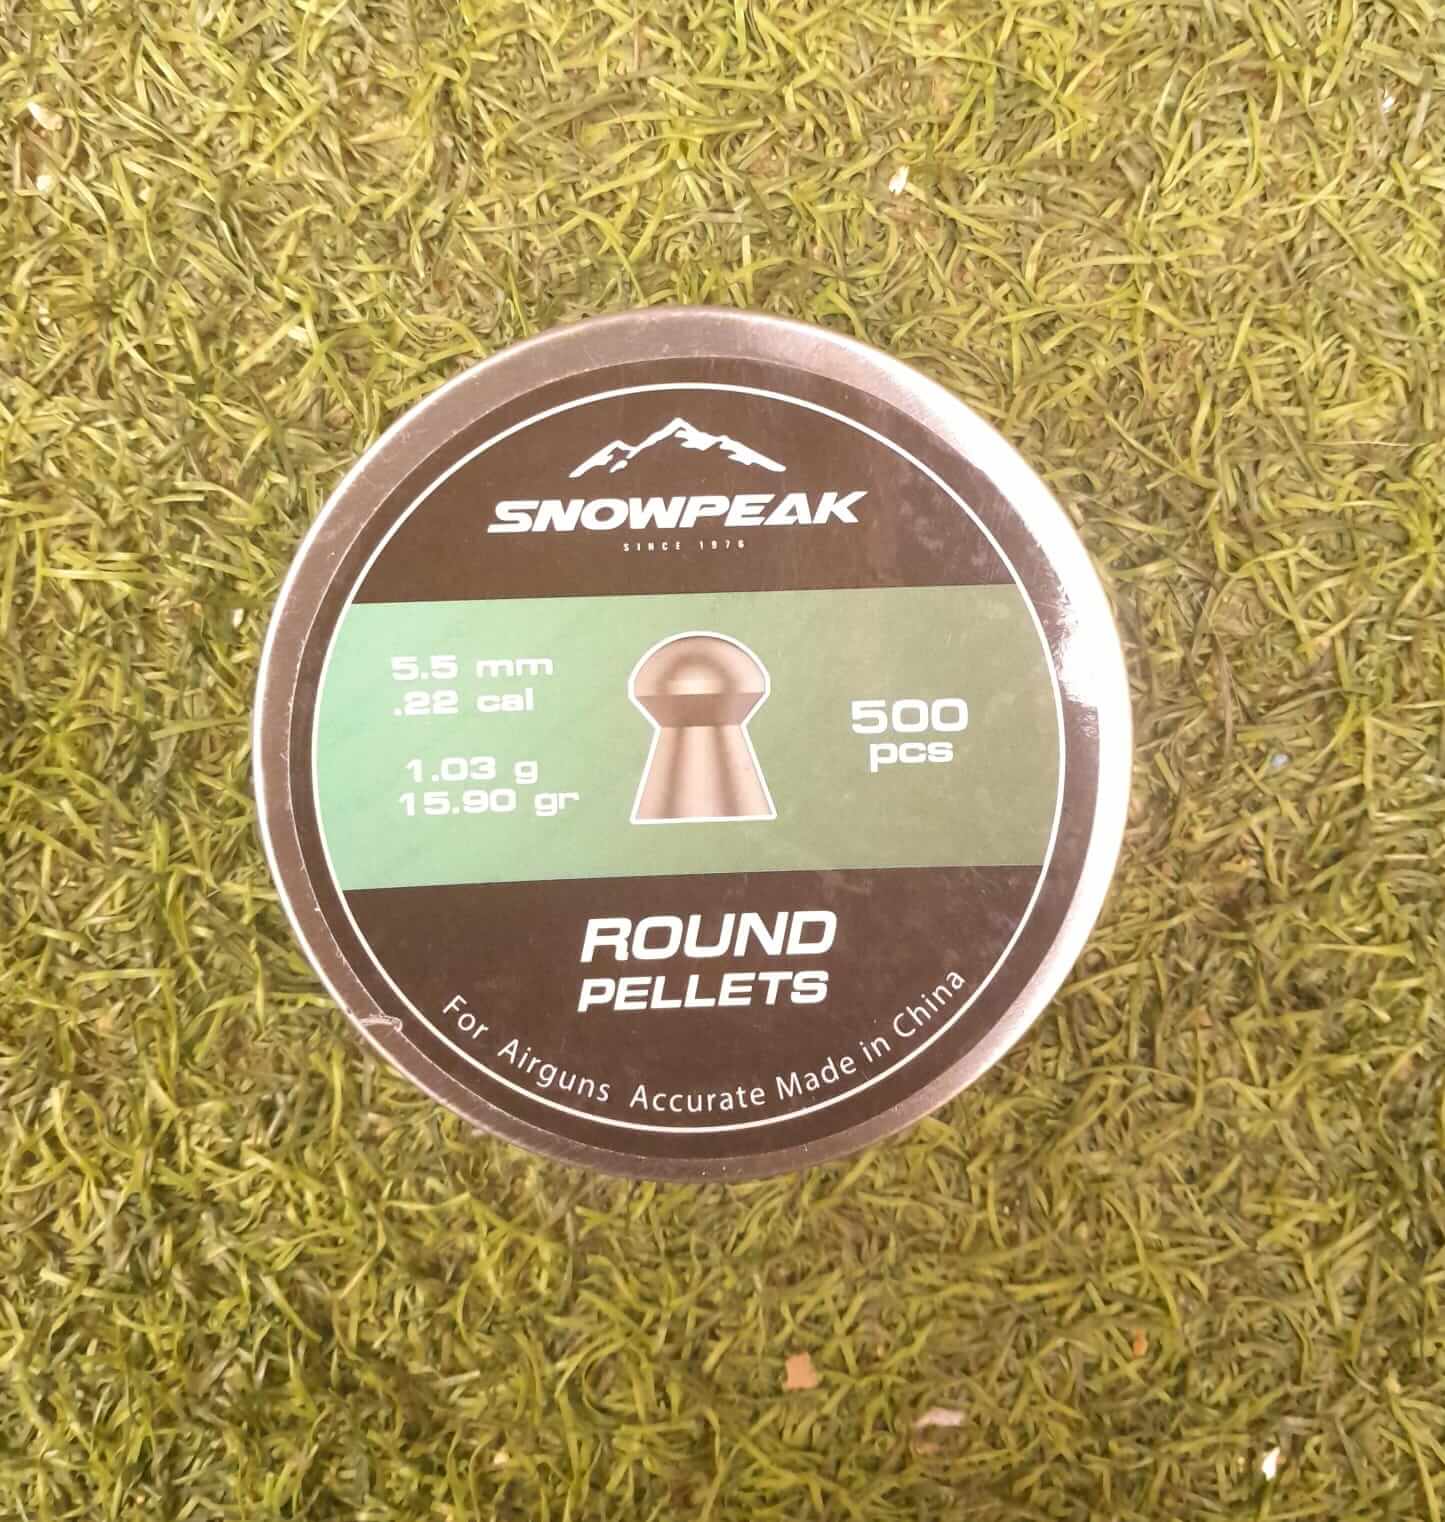 SNOWPEAK
SINCE 1976
5.5 mm
.22 cal
1.03 g
15.90 gr
500
pcs
ROUND
PELLETS
For Airguns Accurate Made in China